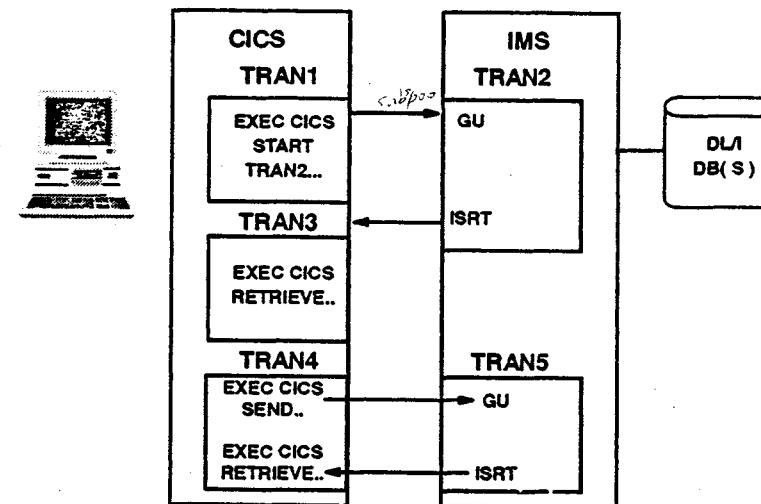 CICS
IMS
TRAN1
TRAN2
EXEC CICS
START
TRAN2...
GU
DL/I
DB( S )
ISRT
TRAN3
EXEC CICS
RETRIEVE..
TRAN4
TRAN5
EXEC CICS
SEND..
GU
EXEC CICS
RETRIEVE..
ISRT